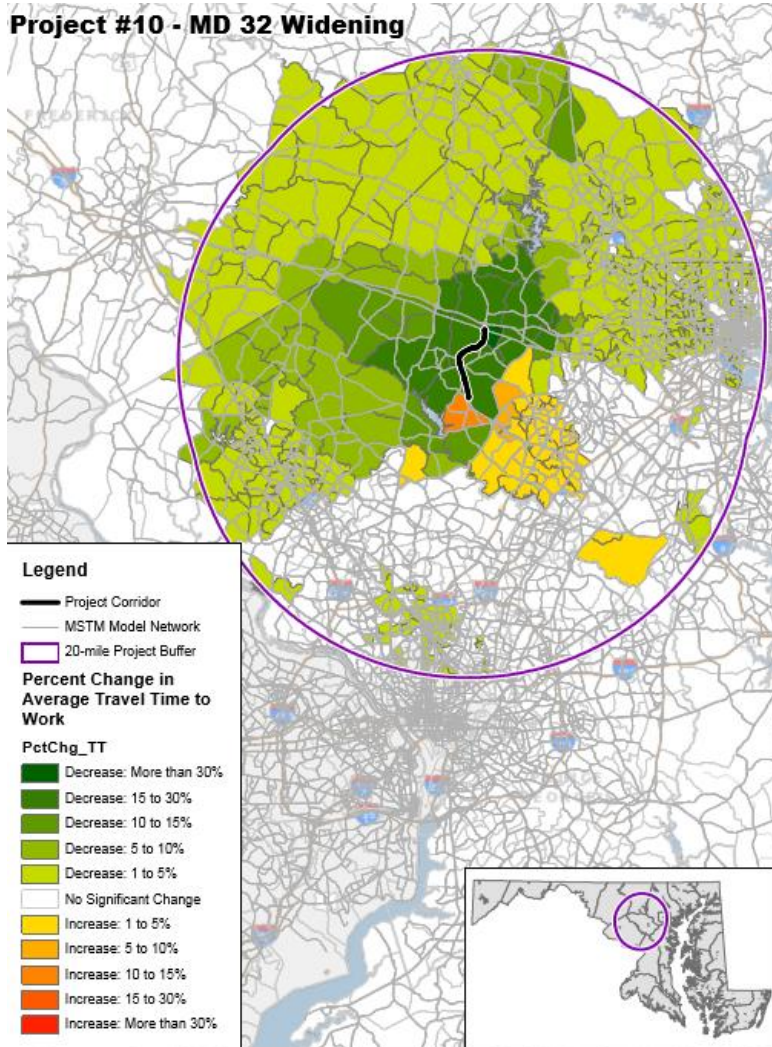 Project #10 - MD 32 Widening
FREDERICK
Legend
Project Corridor
MSTM Model Network
20-mile Project Buffer
Percent Change in
Average Travel Time to
Work
PctChg_TT
Decrease: More than 30%
Decrease: 15 to 30%
Decrease: 10 to 15%
Decrease: 5 to 10%
Decrease: 1 to 5%
No Significant Change
Increase: 1 to 5%
Increase: 5 to 10%
Increase: 10 to 15%
Increase: 15 to 30%
Increase: More than 30%